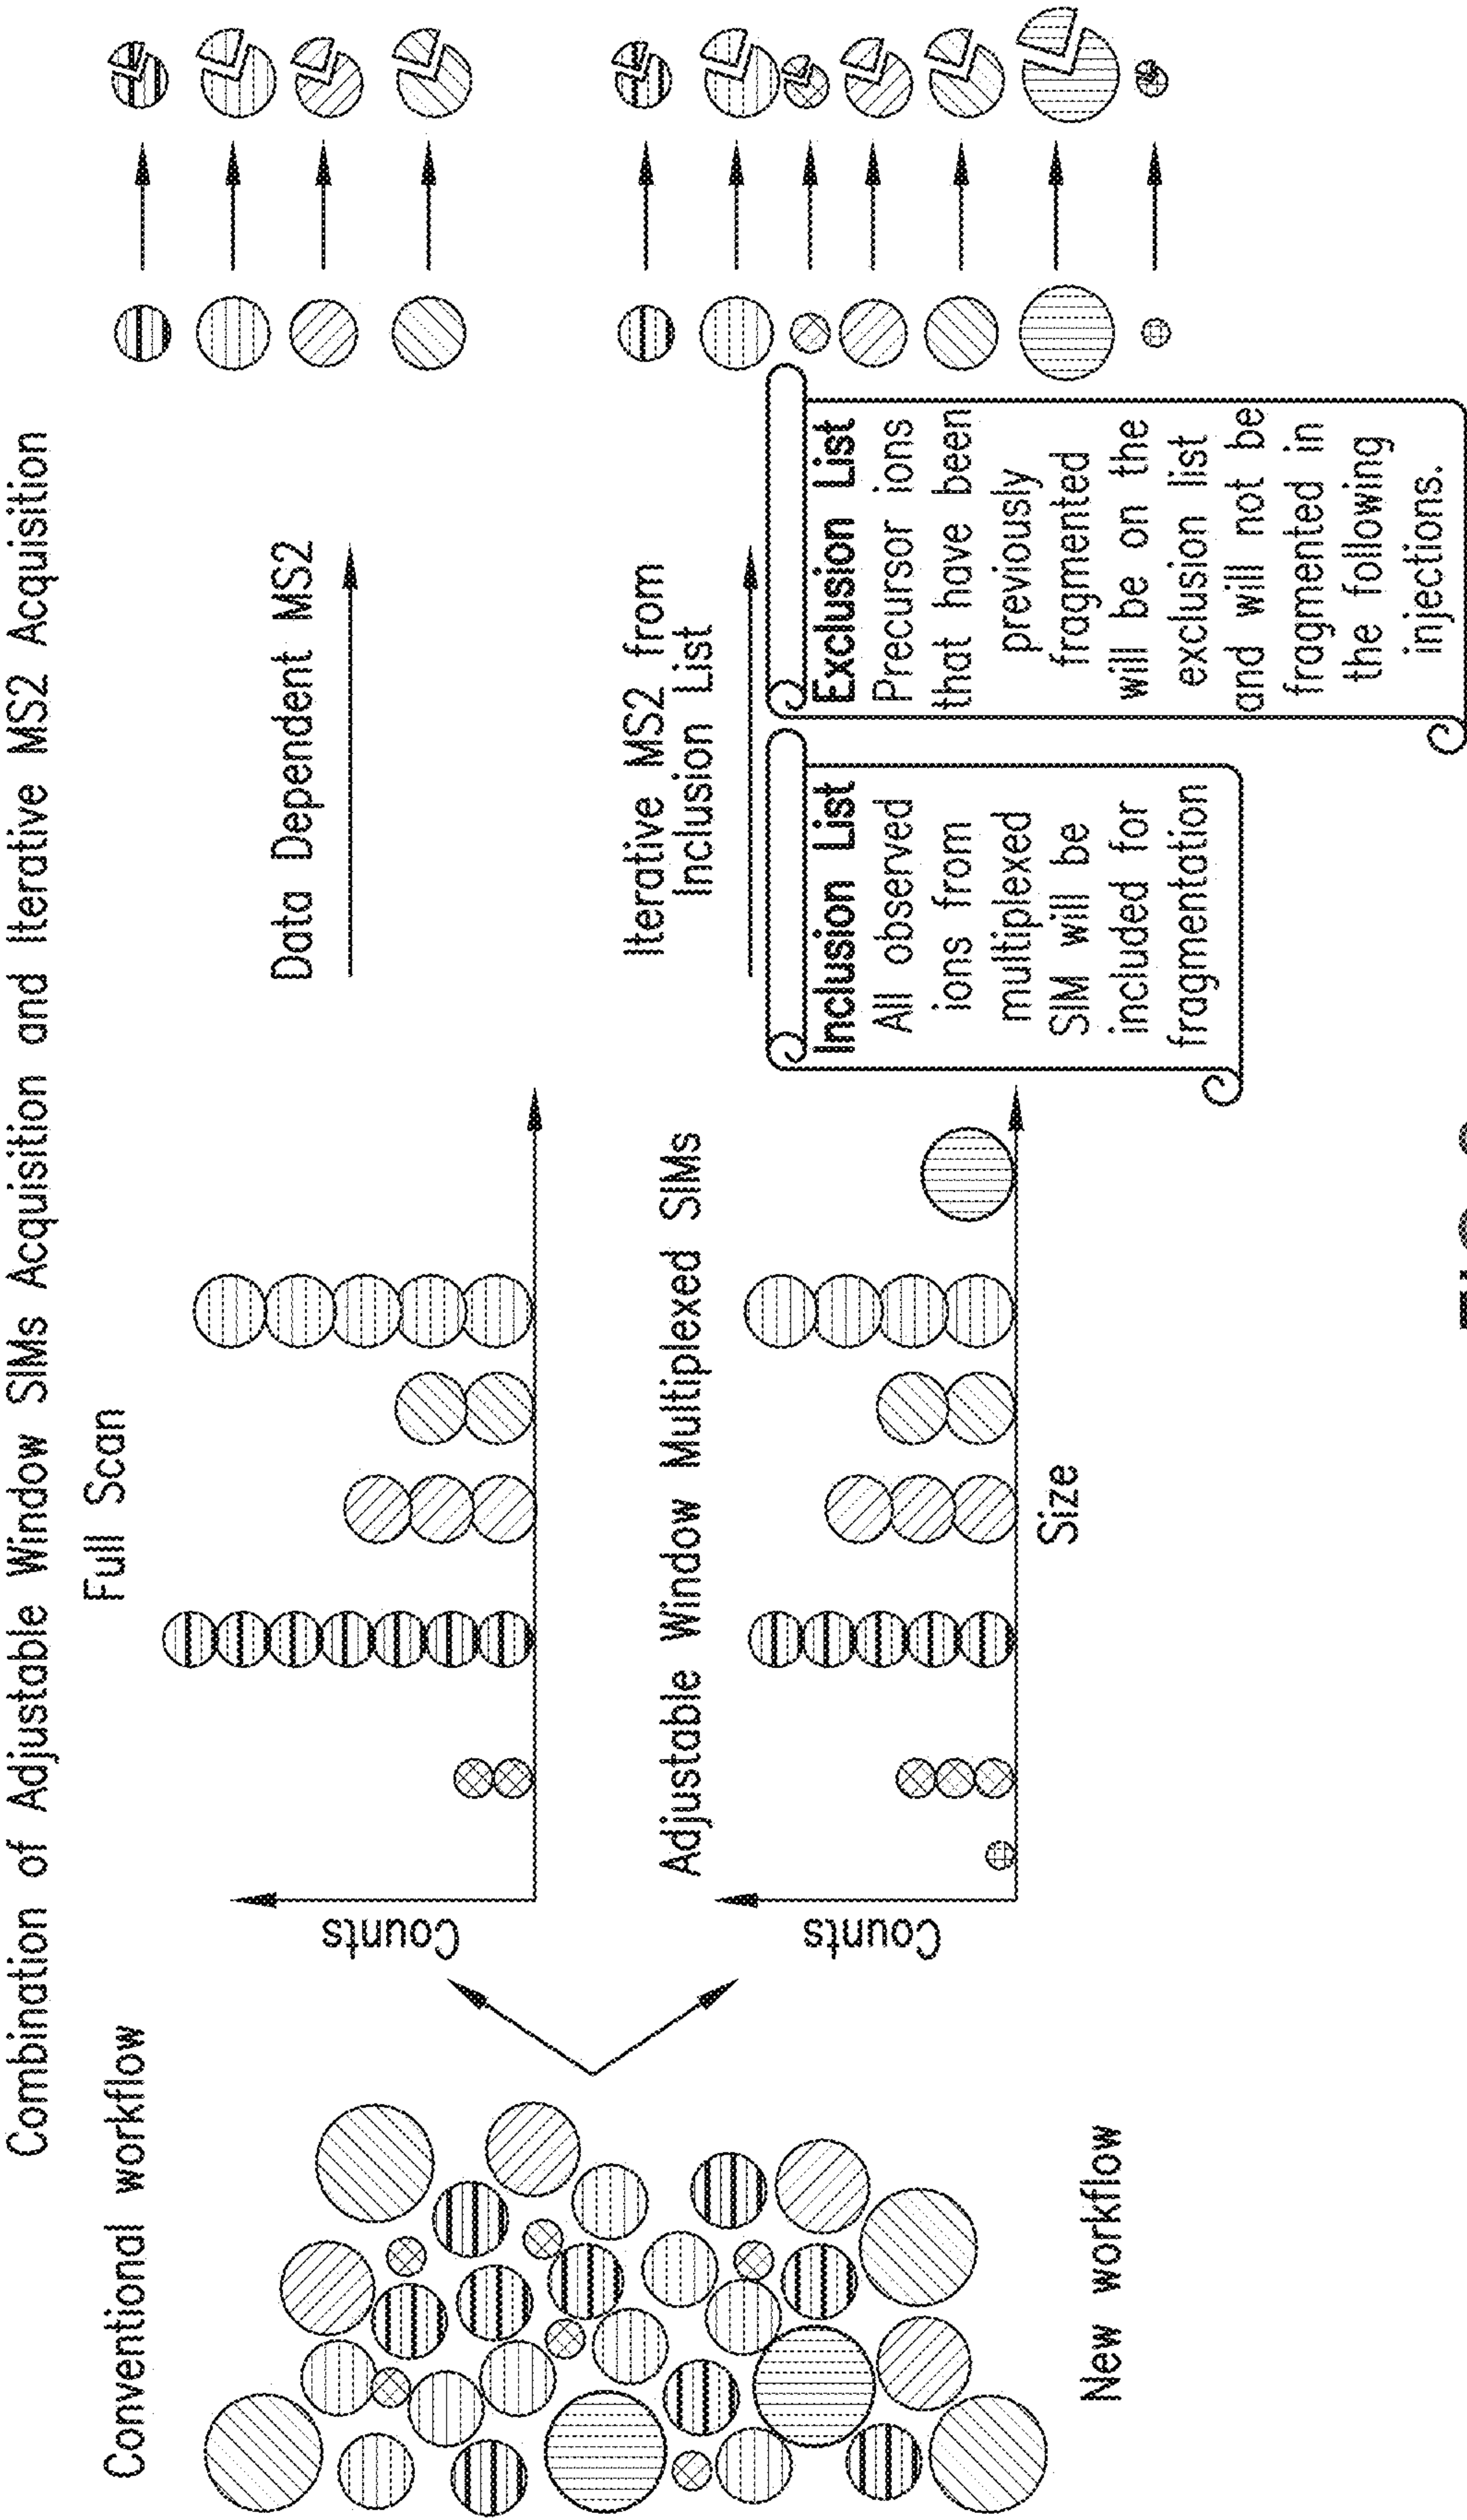 Combination of Adjustable Window SIMs Acquisition and Iterative MS2 Acquisition
Conventional workflow
Full Scan
Counts
Data Dependent MS2
Adjustable Window Multiplexed SIMs
Counts
Size
Iterative MS2 from
Inclusion List
Inclusion List
All observed
ions from
multiplexed
SIM will be
included for
fragmentation
Exclusion List
Precursor ions
that have been
previously
fragmented
will be on the
exclusion list
and will not be
fragmented in
the following
injections.
New workflow